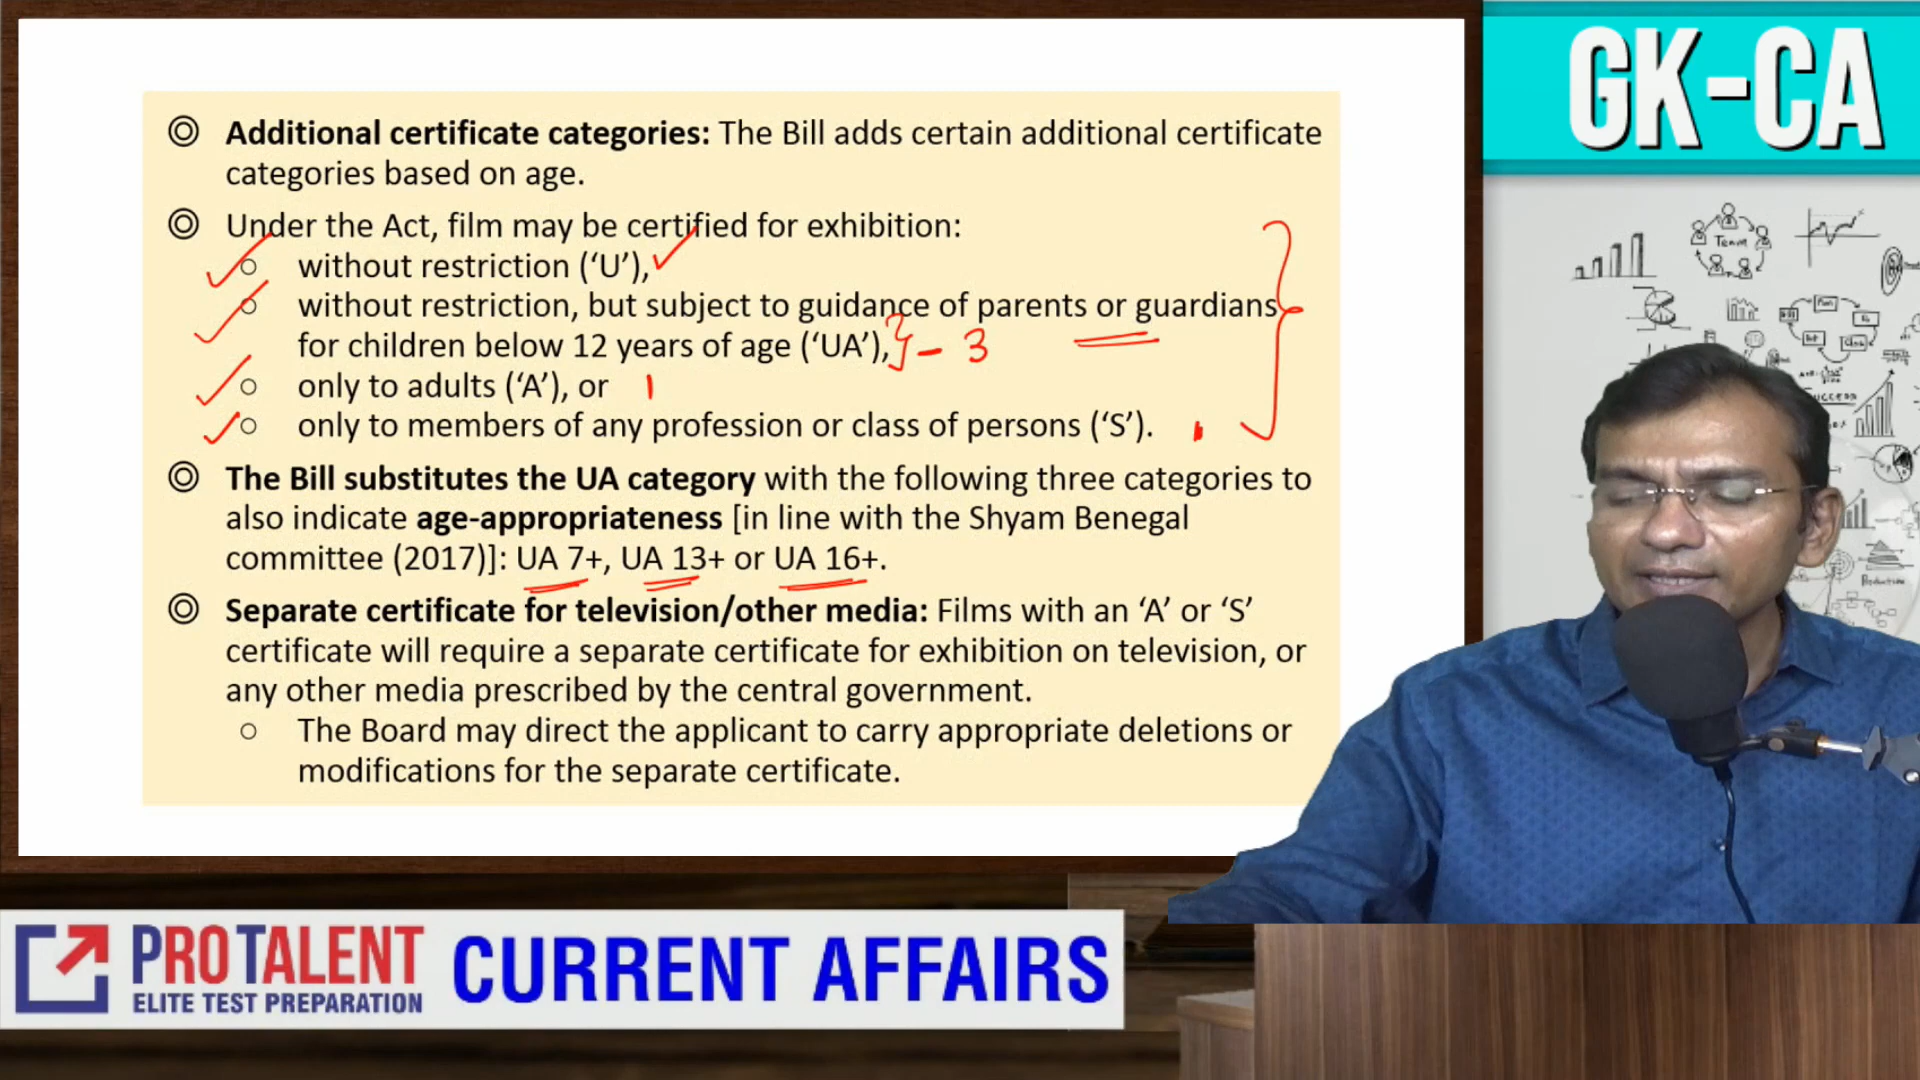 GK-CA
◎ Additional certificate categories: The Bill adds certain additional certificate
categories based on age.
◎ Under the Act, film may be certified for exhibition:
○ without restriction (‘U’),
○ without restriction, but subject to guidance of parents or guardians
for children below 12 years of age (‘UA’), } - 3
○ only to adults (‘A’), or 1
○ only to members of any profession or class of persons (‘S’).
◎ The Bill substitutes the UA category with the following three categories to
also indicate age-appropriateness [in line with the Shyam Benegal
committee (2017)]: UA 7+, UA 13+ or UA 16+.
◎ Separate certificate for television/other media: Films with an ‘A’ or ‘S’
certificate will require a separate certificate for exhibition on television, or
any other media prescribed by the central government.
○ The Board may direct the applicant to carry appropriate deletions or
modifications for the separate certificate.
Team
PROTALENT
ELITE TEST PREPARATION
CURRENT AFFAIRS